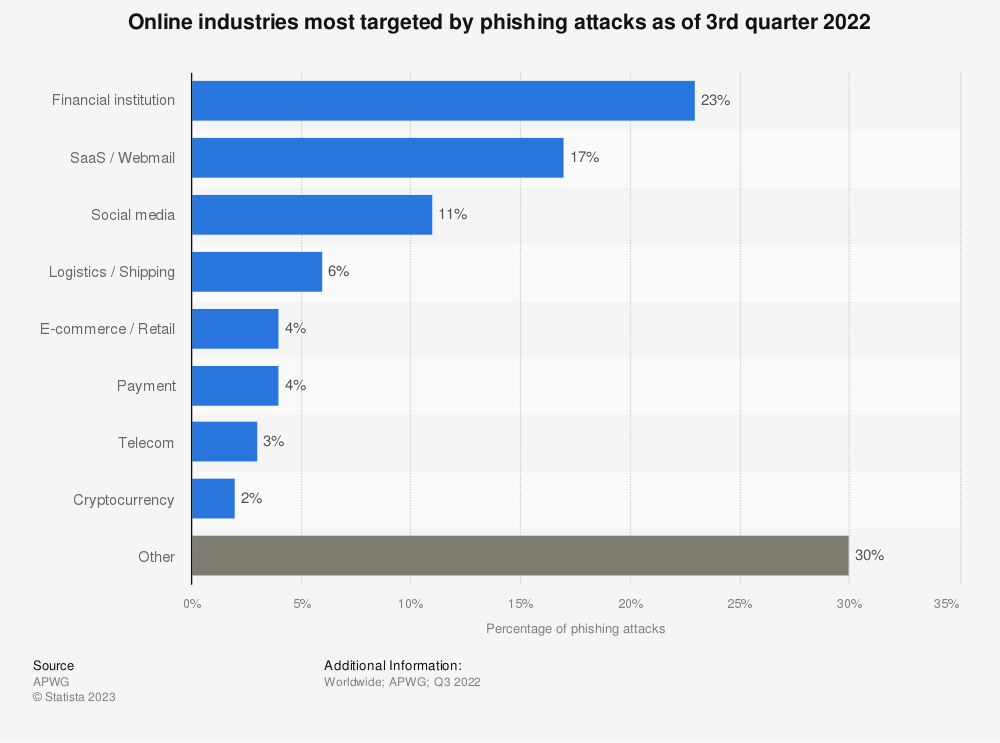 Online industries most targeted by phishing attacks as of 3rd quarter 2022
Financial institution 23%
SaaS / Webmail 17%
Social media 11%
Logistics / Shipping 6%
E-commerce / Retail 4%
Payment 4%
Telecom 3%
Cryptocurrency 2%
Other 30%
0% 5% 10% 15% 20% 25% 30% 35%
Percentage of phishing attacks
Source Additional Information:
APWG Worldwide; APWG; Q3 2022
© Statista 2023